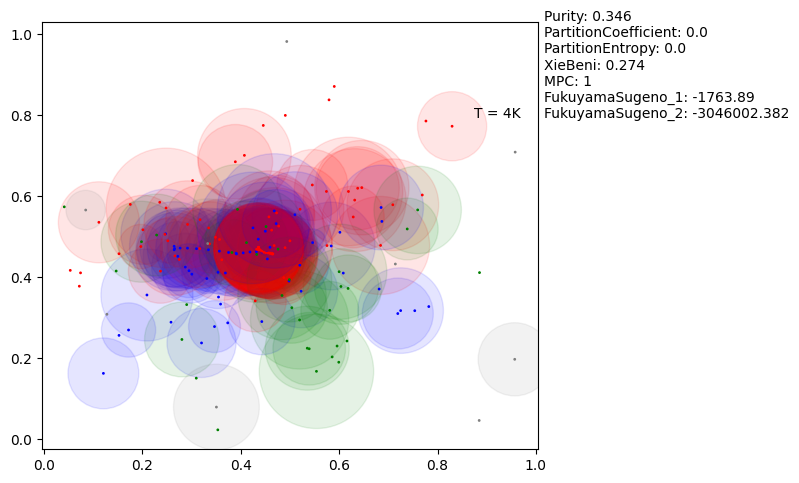 Purity: 0.346
PartitionCoefficient: 0.0
PartitionEntropy: 0.0
XieBeni: 0.274
MPC: 1
FukuyamaSugeno_1: -1763.89
FukuyamaSugeno_2: -3046002.382
T = 4K
1.0
0.8
0.6
0.4
0.2
0.0
0.0 0.2 0.4 0.6 0.8 1.0